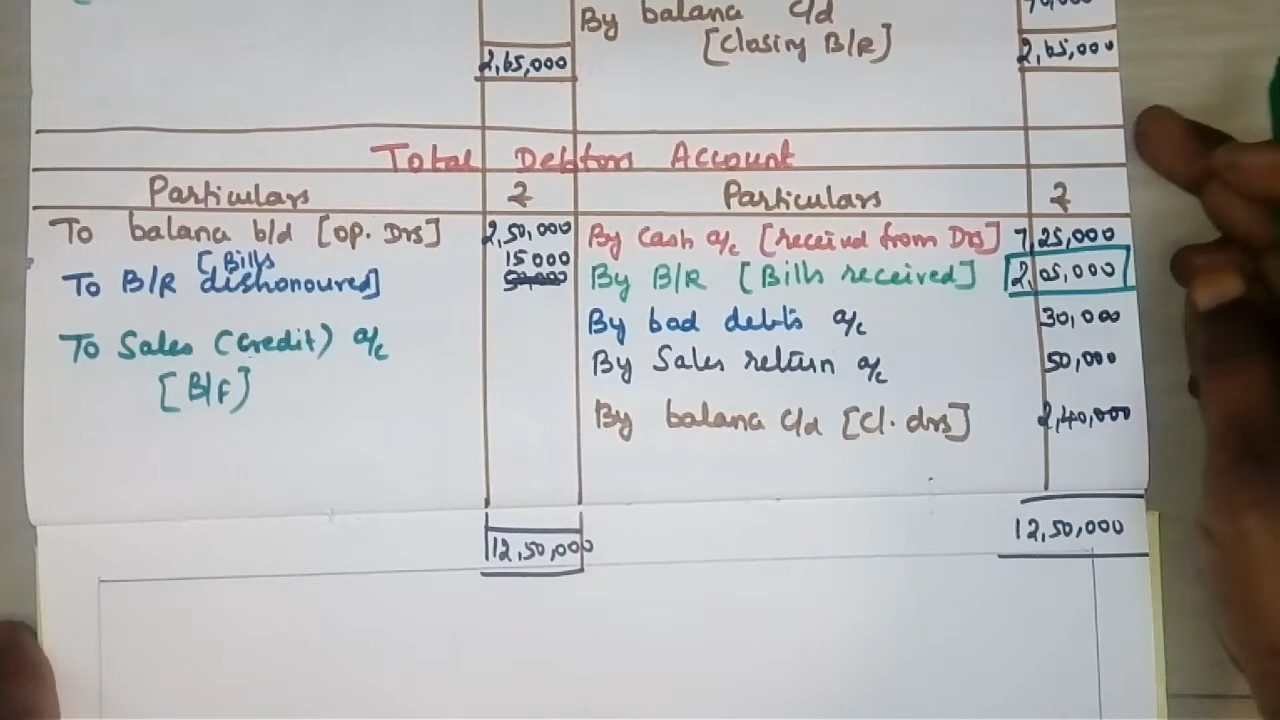 By balana c/d
[Closing B/R]
2,65,000 2,65,000
Total Debtors Account
Particulars ₹ Particulars ₹
To balana b/d [op. Drs] 2,50,000 By Cash a/c [received from Drs] 7,25,000
[Bills 15000
To B/R dishonoured] By B/R [Bills received] 2,05,000
By bad debts a/c 30,000
To Sales (credit) a/c By Sales return a/c 50,000
[B/F]
By balana c/d [Cl. drs] 2,40,000
12,50,000 12,50,000